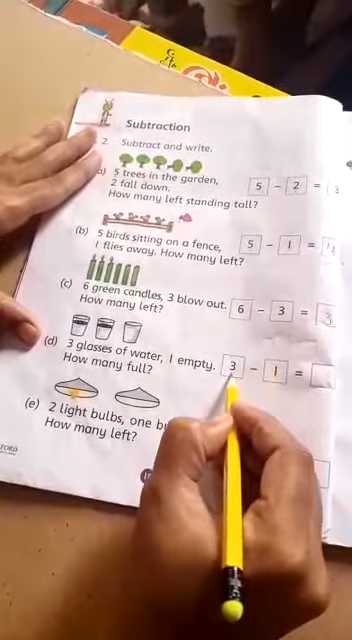 Subtraction
2. Subtract and write.
a) 5 trees in the garden, 5 - 2 = 3
2 fall down.
How many left standing tall?
(b) 5 birds sitting on a fence, 5 - 1 = 4
1 flies away. How many left?
(c) 6 green candles, 3 blow out. 6 - 3 = 3
How many left?
(d) 3 glasses of water, 1 empty. 3 - 1 =
How many full?
(e) 2 light bulbs, one
How many left?